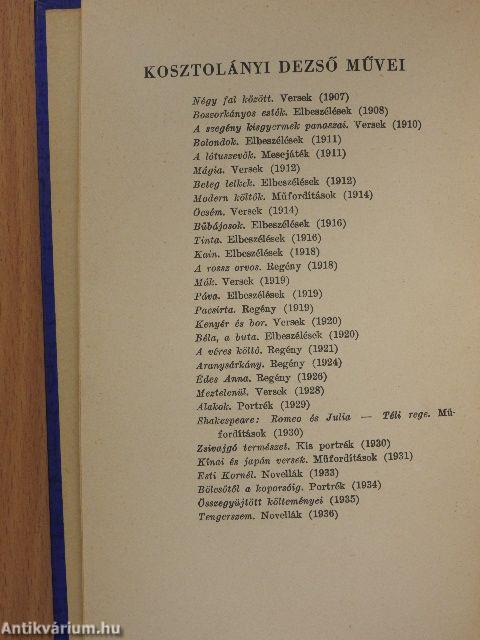 KOSZTOLÁNYI DEZSŐ MŰVEI
Négy fal között. Versek (1907)
Boszorkányos esték. Elbeszélések (1908)
A szegény kisgyermek panaszai. Versek (1910)
Bolondok. Elbeszélések (1911)
A lótuszevők. Mesejáték (1911)
Mágia. Versek (1912)
Beteg lelkek. Elbeszélések (1912)
Modern költők. Műfordítások (1914)
Öcsém. Versek (1914)
Bűbájosok. Elbeszélések (1916)
Tinta. Elbeszélések (1916)
Kain. Elbeszélések (1918)
A rossz orvos. Regény (1918)
Mák. Versek (1919)
Páva. Elbeszélések (1919)
Pacsirta. Regény (1919)
Kenyér és bor. Versek (1920)
Béla, a buta. Elbeszélések (1920)
A véres költő. Regény (1921)
Aranysárkány. Regény (1924)
Édes Anna. Regény (1926)
Meztelenül. Versek (1928)
Alakok. Portrék (1929)
Shakespeare: Romeo és Julia — Téli rege. Mű-
fordítások (1930)
Zsivajgó természet. Kis portrék (1930)
Kinai és japán versek. Műfordítások (1931)
Esti Kornél. Novellák (1933)
Bölcsőtől a koporsóig. Portrék (1934)
Összegyüjtött költeményei (1935)
Tengerszem. Novellák (1936)
Antikvárium.hu